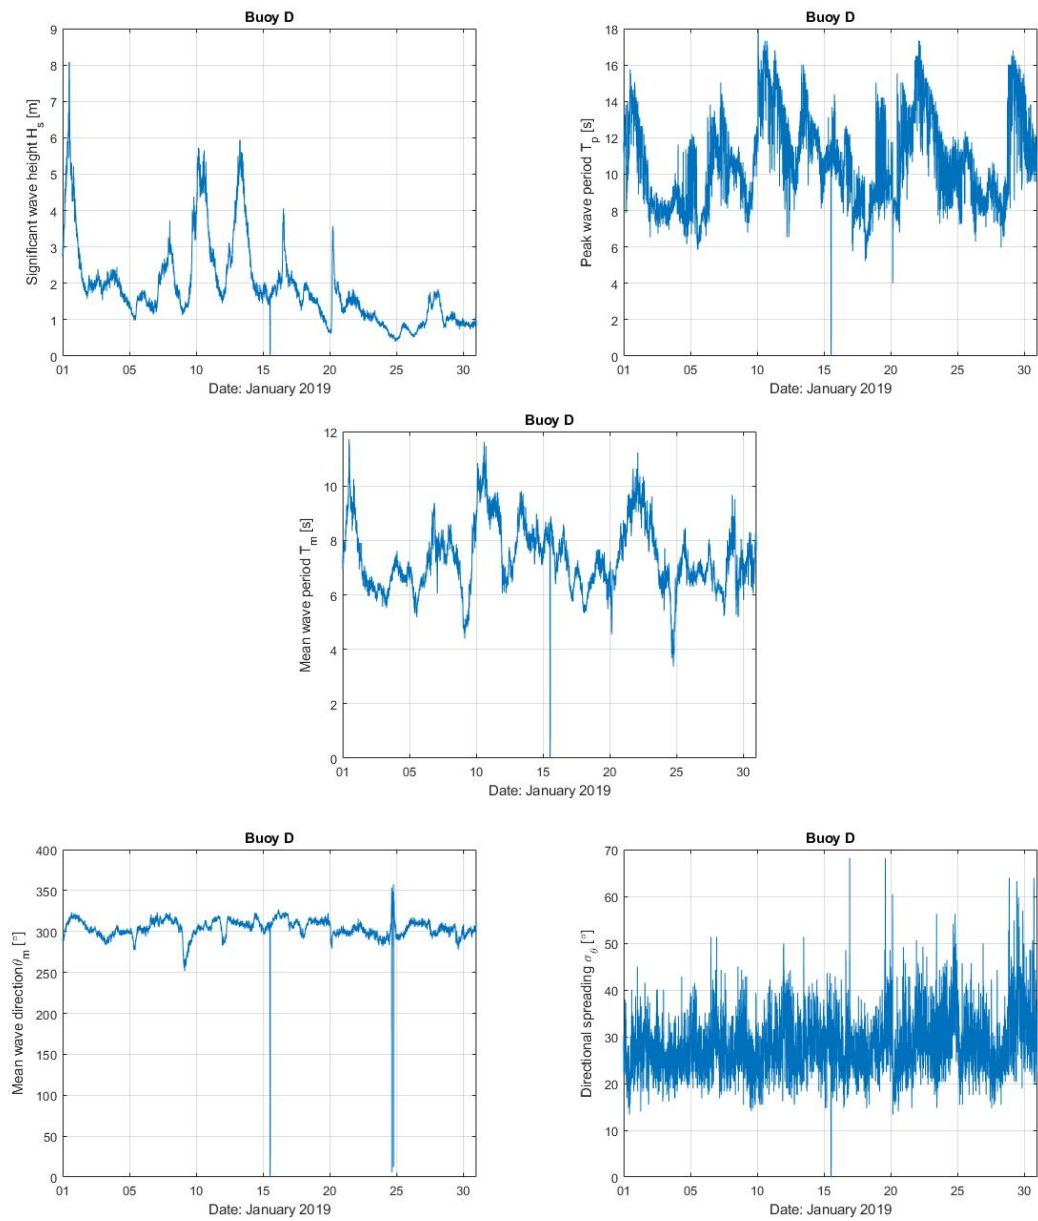 Buoy D
Significant wave height H_s [m]
9
8
7
6
5
4
3
2
1
0
01 05 10 15 20 25 30
Date: January 2019
Buoy D
Peak wave period T_p [s]
18
16
14
12
10
8
6
4
2
0
01 05 10 15 20 25 30
Date: January 2019
Buoy D
Mean wave period T_m [s]
12
10
8
6
4
2
0
01 05 10 15 20 25 30
Date: January 2019
Buoy D
Mean wave direction θ_m [°]
400
350
300
250
200
150
100
50
0
01 05 10 15 20 25 30
Date: January 2019
Buoy D
Directional spreading σ_θ [°]
70
60
50
40
30
20
10
0
01 05 10 15 20 25 30
Date: January 2019